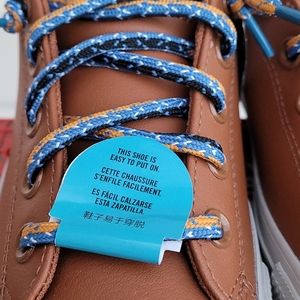 THIS SHOE IS
EASY TO PUT ON.
CETTE CHAUSSURE
S'ENFILE FACILEMENT.
ES FÁCIL CALZARSE
ESTA ZAPATILLA.
鞋子易于穿脱